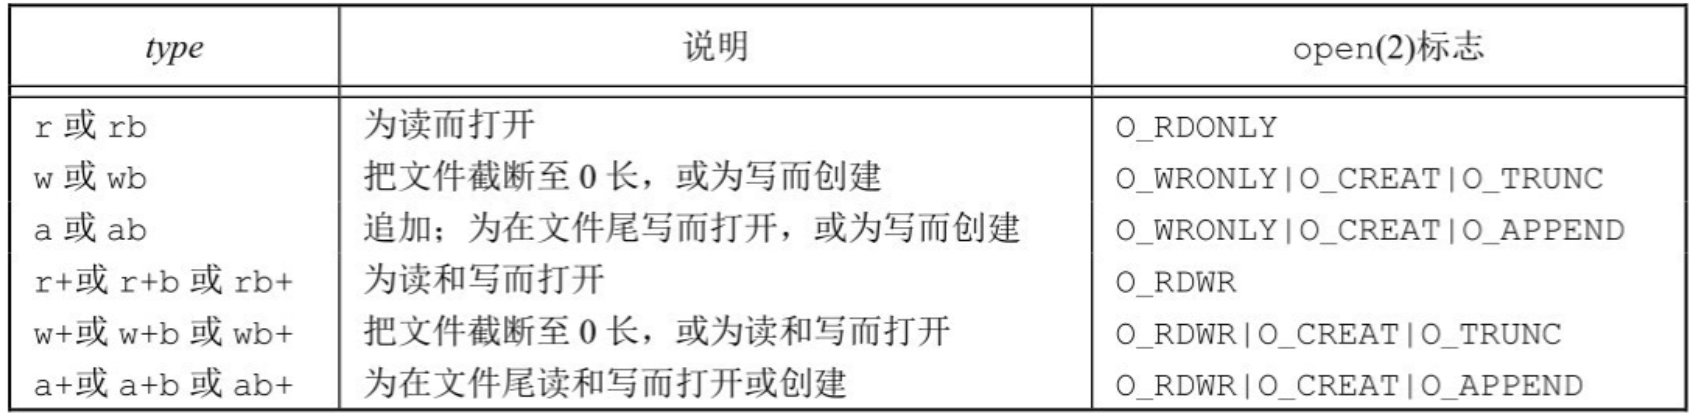 type 说明 open(2)标志
r 或 rb 为读而打开 O_RDONLY
w 或 wb 把文件截断至 0 长，或为写而创建 O_WRONLY|O_CREAT|O_TRUNC
a 或 ab 追加；为在文件尾写而打开，或为写而创建 O_WRONLY|O_CREAT|O_APPEND
r+或 r+b 或 rb+ 为读和写而打开 O_RDWR
w+或 w+b 或 wb+ 把文件截断至 0 长，或为读和写而打开 O_RDWR|O_CREAT|O_TRUNC
a+或 a+b 或 ab+ 为在文件尾读和写而打开或创建 O_RDWR|O_CREAT|O_APPEND